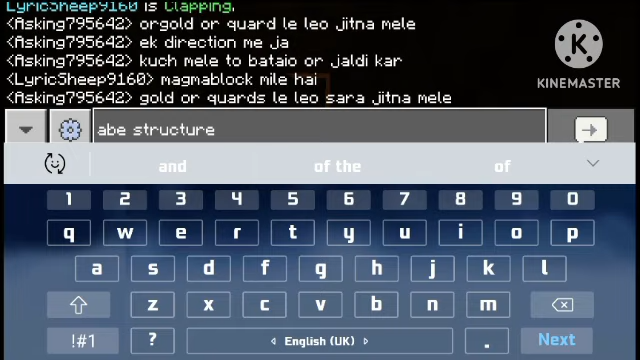 LyricSheep9160 is Clapping.
<Asking795642> orgold or quard le leo jitna mele
<Asking795642> ek direction me ja
<Asking795642> kuch mele to bataio or jaldi kar
<LyricSheep9160> magmablock mile hai
<Asking795642> gold or quards le leo sara jitna mele
K
KINEMASTER
abe structure
and of the of
1 2 3 4 5 6 7 8 9 0
q w e r t y u i o p
a s d f g h j k l
z x c v b n m
!#1 ? English (UK) . Next